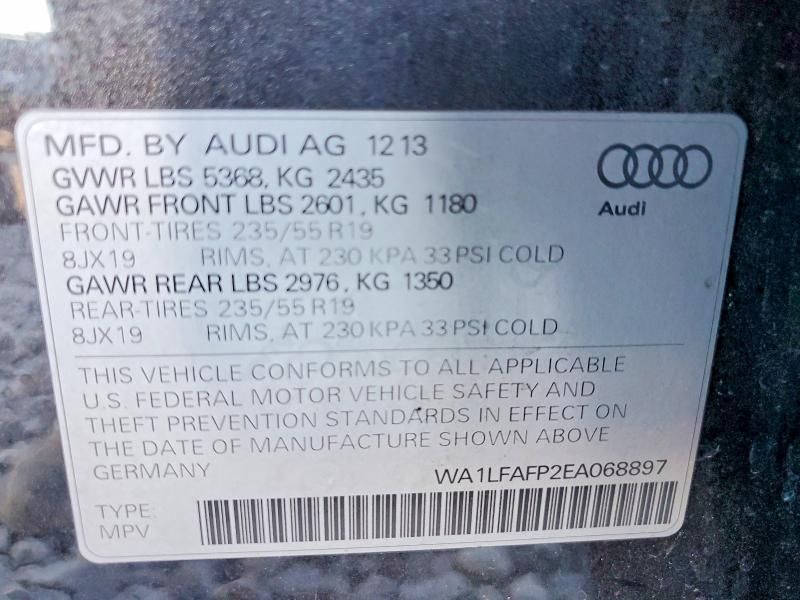 MFD. BY AUDI AG 12 13
GVWR LBS 5368, KG 2435
GAWR FRONT LBS 2601, KG 1180
FRONT-TIRES 235/55 R19
8JX19 RIMS, AT 230 KPA 33 PSI COLD
GAWR REAR LBS 2976, KG 1350
REAR-TIRES 235/55 R19
8JX19 RIMS, AT 230 KPA 33 PSI COLD
Audi
THIS VEHICLE CONFORMS TO ALL APPLICABLE
U.S. FEDERAL MOTOR VEHICLE SAFETY AND
THEFT PREVENTION STANDARDS IN EFFECT ON
THE DATE OF MANUFACTURE SHOWN ABOVE
GERMANY
WA1LFAFP2EA068897
TYPE:
MPV